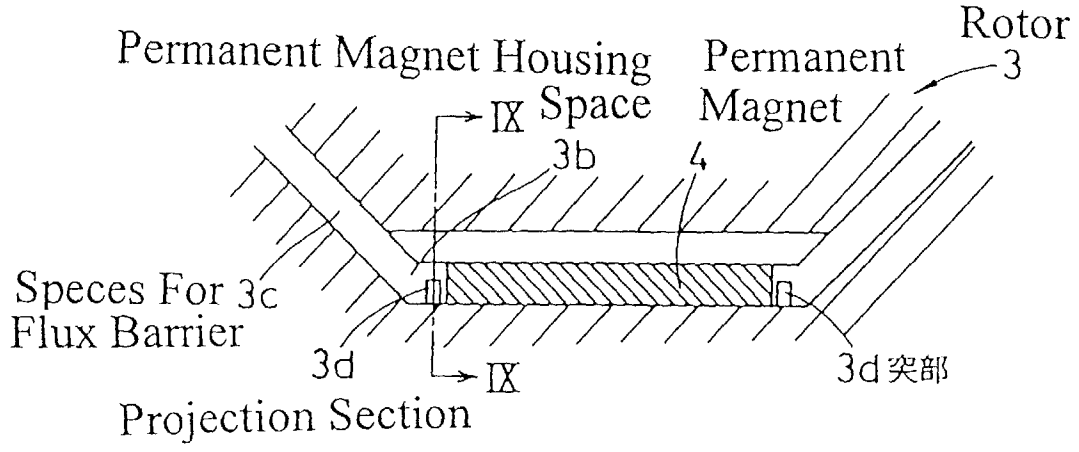 Rotor
3
Permanent Magnet Housing
Space
Permanent
Magnet
IX
3b
4
Speces For 3c
Flux Barrier
3d
IX
3d 突部
Projection Section